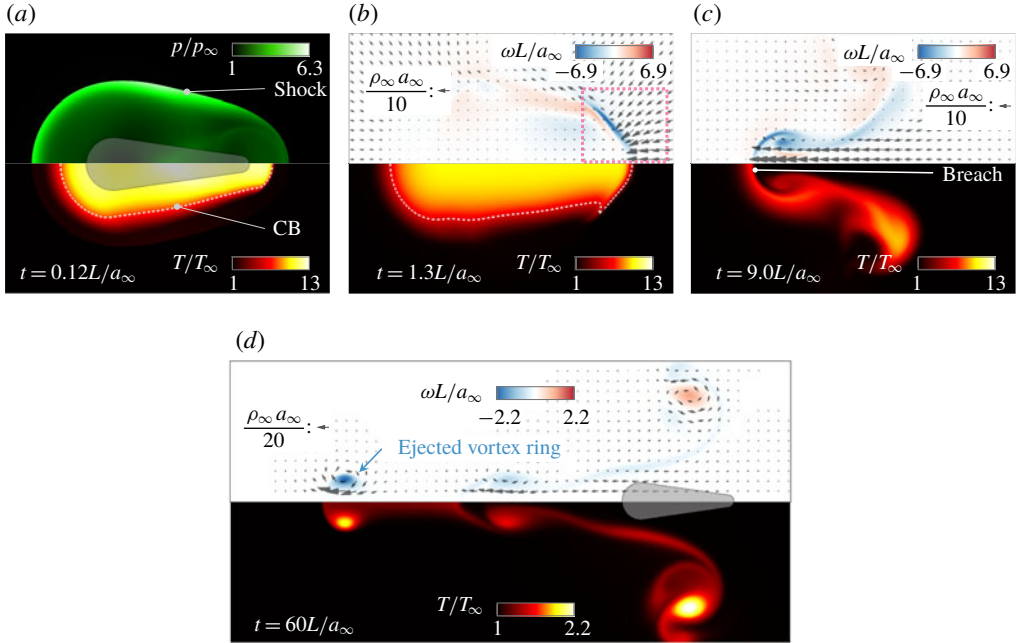 (a)
p/p∞
1 6.3
Shock
CB
T/T∞
t = 0.12L/a∞
1 13
(b)
ωL/a∞
−6.9 6.9
ρ∞ a∞
10 :
T/T∞
t = 1.3L/a∞
1 13
(c)
ωL/a∞
−6.9 6.9
ρ∞ a∞
10 :
Breach
T/T∞
t = 9.0L/a∞
1 13
(d)
ωL/a∞
−2.2 2.2
ρ∞ a∞
20 :
Ejected vortex ring
T/T∞
t = 60L/a∞
1 2.2